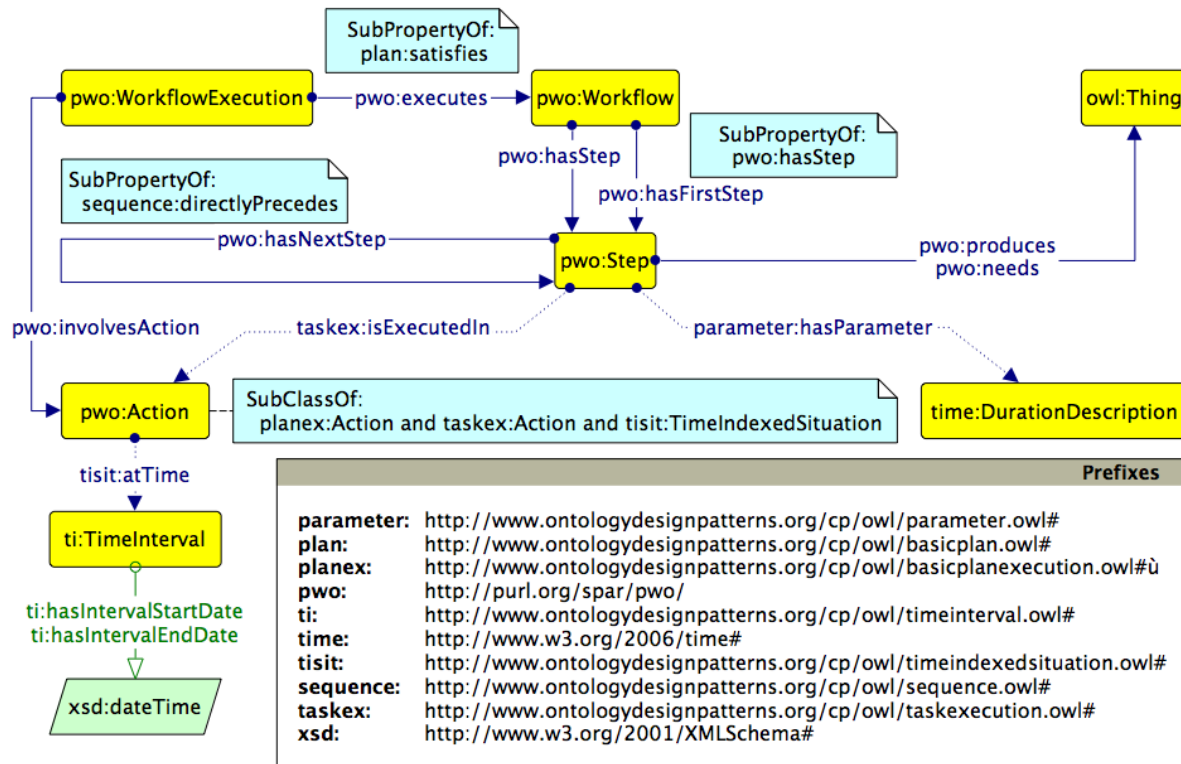 SubPropertyOf:
plan:satisfies
pwo:WorkflowExecution
pwo:executes
pwo:Workflow
owl:Thing
SubPropertyOf:
pwo:hasStep
pwo:hasStep
SubPropertyOf:
sequence:directlyPrecedes
pwo:hasFirstStep
pwo:hasNextStep
pwo:Step
pwo:produces
pwo:needs
pwo:involvesAction
taskex:isExecutedIn
parameter:hasParameter
pwo:Action
SubClassOf:
planex:Action and taskex:Action and tisit:TimeIndexedSituation
time:DurationDescription
tisit:atTime
ti:TimeInterval
ti:hasIntervalStartDate
ti:hasIntervalEndDate
xsd:dateTime
Prefixes
parameter: http://www.ontologydesignpatterns.org/cp/owl/parameter.owl#
plan: http://www.ontologydesignpatterns.org/cp/owl/basicplan.owl#
planex: http://www.ontologydesignpatterns.org/cp/owl/basicplanexecution.owl#ù
pwo: http://purl.org/spar/pwo/
ti: http://www.ontologydesignpatterns.org/cp/owl/timeinterval.owl#
time: http://www.w3.org/2006/time#
tisit: http://www.ontologydesignpatterns.org/cp/owl/timeindexedsituation.owl#
sequence: http://www.ontologydesignpatterns.org/cp/owl/sequence.owl#
taskex: http://www.ontologydesignpatterns.org/cp/owl/taskexecution.owl#
xsd: http://www.w3.org/2001/XMLSchema#